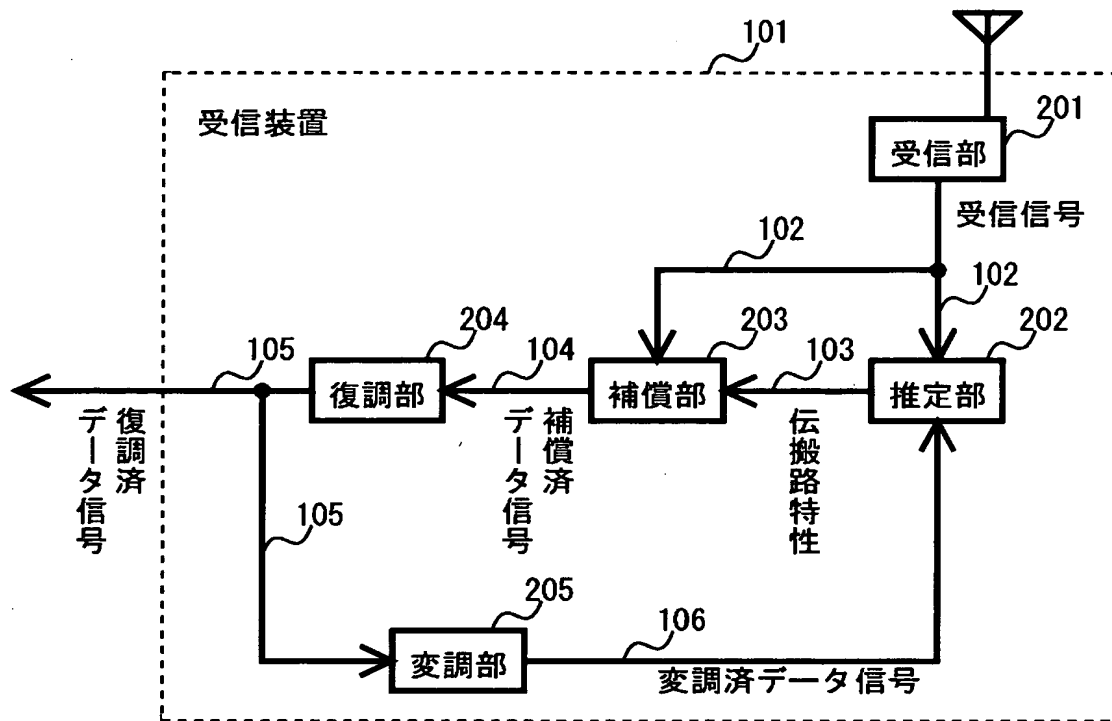 101
受信装置
201
受信部
受信信号
102
102
204
203
202
105
104
103
復調部
補償部
推定部
復調済
データ信号
補償済
データ信号
伝搬路特性
105
205
106
変調部
変調済データ信号